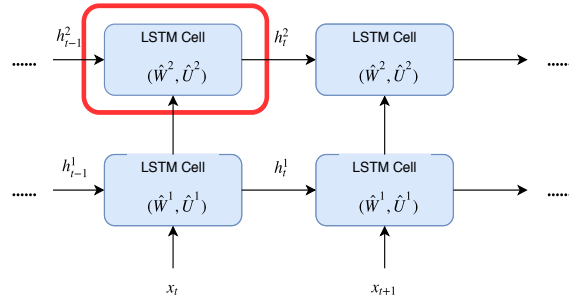 h²ₜ₋₁ LSTM Cell h²ₜ LSTM Cell
...... (Ŵ², Û²) (Ŵ², Û²) ......
h¹ₜ₋₁ LSTM Cell h¹ₜ LSTM Cell
...... (Ŵ¹, Û¹) (Ŵ¹, Û¹) ......
xₜ xₜ₊₁